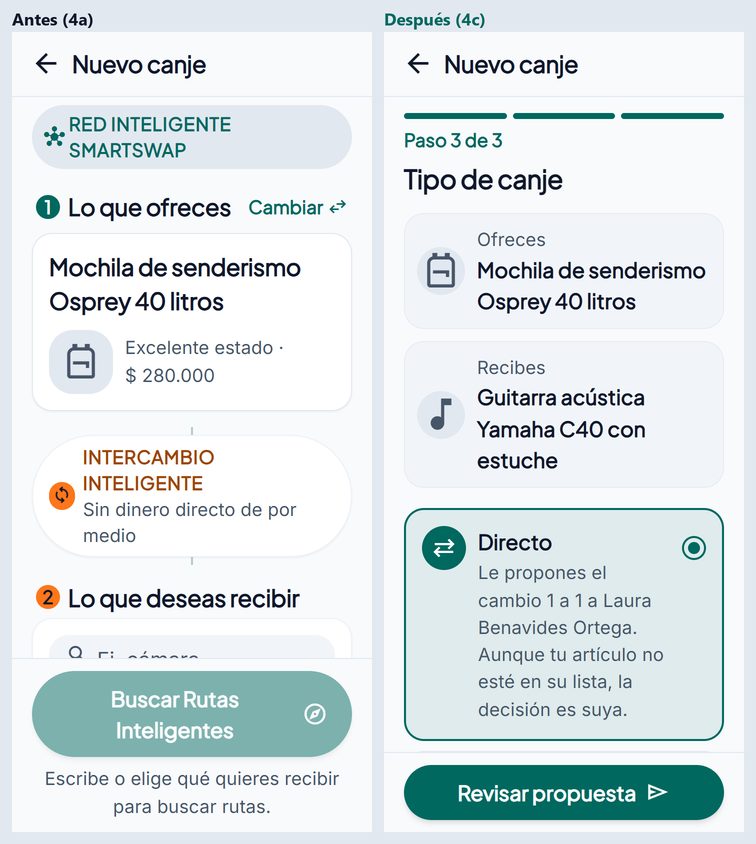 Antes (4a)
Nuevo canje
RED INTELIGENTE
SMARTSWAP
1 Lo que ofreces Cambiar
Mochila de senderismo
Osprey 40 litros
Excelente estado ·
$ 280.000
INTERCAMBIO
INTELIGENTE
Sin dinero directo de por
medio
2 Lo que deseas recibir
Ej. cámara
Buscar Rutas
Inteligentes
Escribe o elige qué quieres recibir
para buscar rutas.
Después (4c)
Nuevo canje
Paso 3 de 3
Tipo de canje
Ofreces
Mochila de senderismo
Osprey 40 litros
Recibes
Guitarra acústica
Yamaha C40 con
estuche
Directo
Le propones el
cambio 1 a 1 a Laura
Benavides Ortega.
Aunque tu artículo no
esté en su lista, la
decisión es suya.
Revisar propuesta